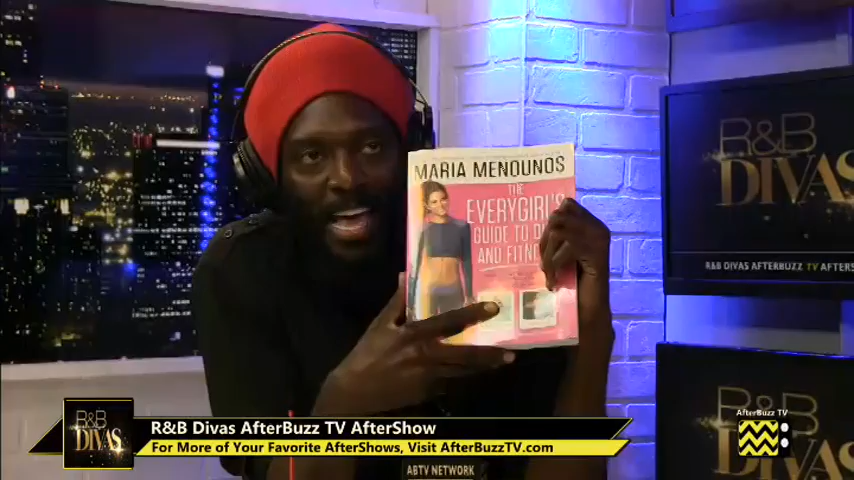 MARIA MENOUNOS
THE
EVERYGIRL'S
GUIDE TO D
AND FITN
R&B
DIVAS
R&B DIVAS AFTERBUZZ TV AFTERS
R&B
DIVAS
AfterBuzz TV
R&B
DIVAS
R&B Divas AfterBuzz TV AfterShow
For More of Your Favorite AfterShows, Visit AfterBuzzTV.com
ABTV NETWORK